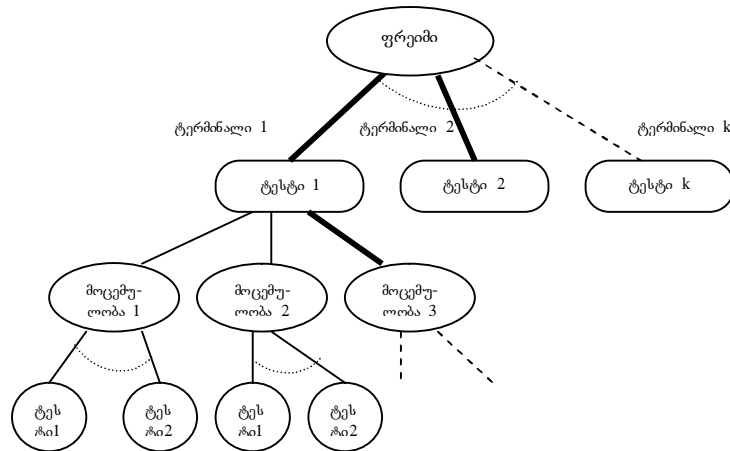 ფრეიმი
ტერმინალი 1
ტერმინალი 2
ტერმინალი k
ტესტი 1
ტესტი 2
ტესტი k
მოცემუ-
ლობა 1
მოცემუ-
ლობა 2
მოცემუ-
ლობა 3
ტეს
ტი1
ტეს
ტი2
ტეს
ტი1
ტეს
ტი2